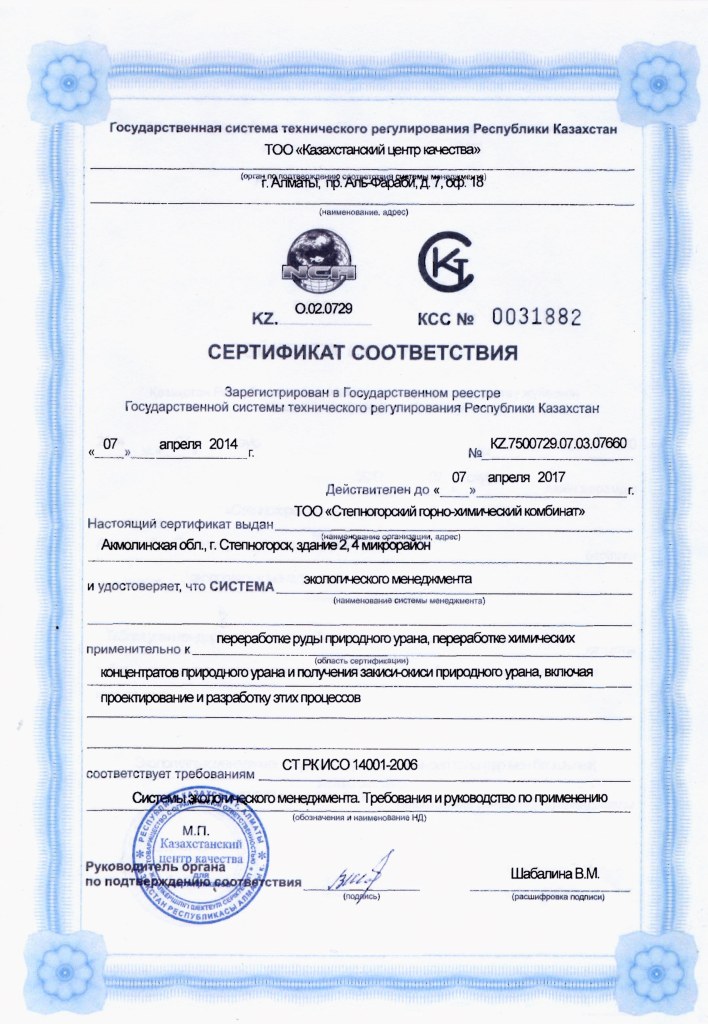 Государственная система технического регулирования Республики Казахстан
ТОО «Казахстанский центр качества»
(орган по подтверждению соответствия системы менеджмента)
г. Алматы, пр. Аль-Фараби, д. 7, оф. 18
(наименование, адрес)
NCA
KZ. О.02.0729
КСС № 0031882
СЕРТИФИКАТ СООТВЕТСТВИЯ
Зарегистрирован в Государственном реестре
Государственной системы технического регулирования Республики Казахстан
« 07 » апреля 2014 г. № KZ.7500729.07.03.07660
Действителен до « 07 » апреля 2017 г.
Настоящий сертификат выдан ТОО «Степногорский горно-химический комбинат»
(наименование организации, адрес)
Акмолинская обл., г. Степногорск, здание 2, 4 микрорайон
и удостоверяет, что СИСТЕМА экологического менеджмента
(наименование системы менеджмента)
применительно к переработке руды природного урана, переработке химических
(область сертификации)
концентратов природного урана и получения закиси-окиси природного урана, включая
проектирование и разработку этих процессов
соответствует требованиям СТ РК ИСО 14001-2006
Системы экологического менеджмента. Требования и руководство по применению
(обозначения и наименование НД)
М.П.
Казахстанский
центр качества
для
Руководитель органа
по подтверждению соответствия
(подпись)
Шабалина В.М.
(расшифровка подписи)